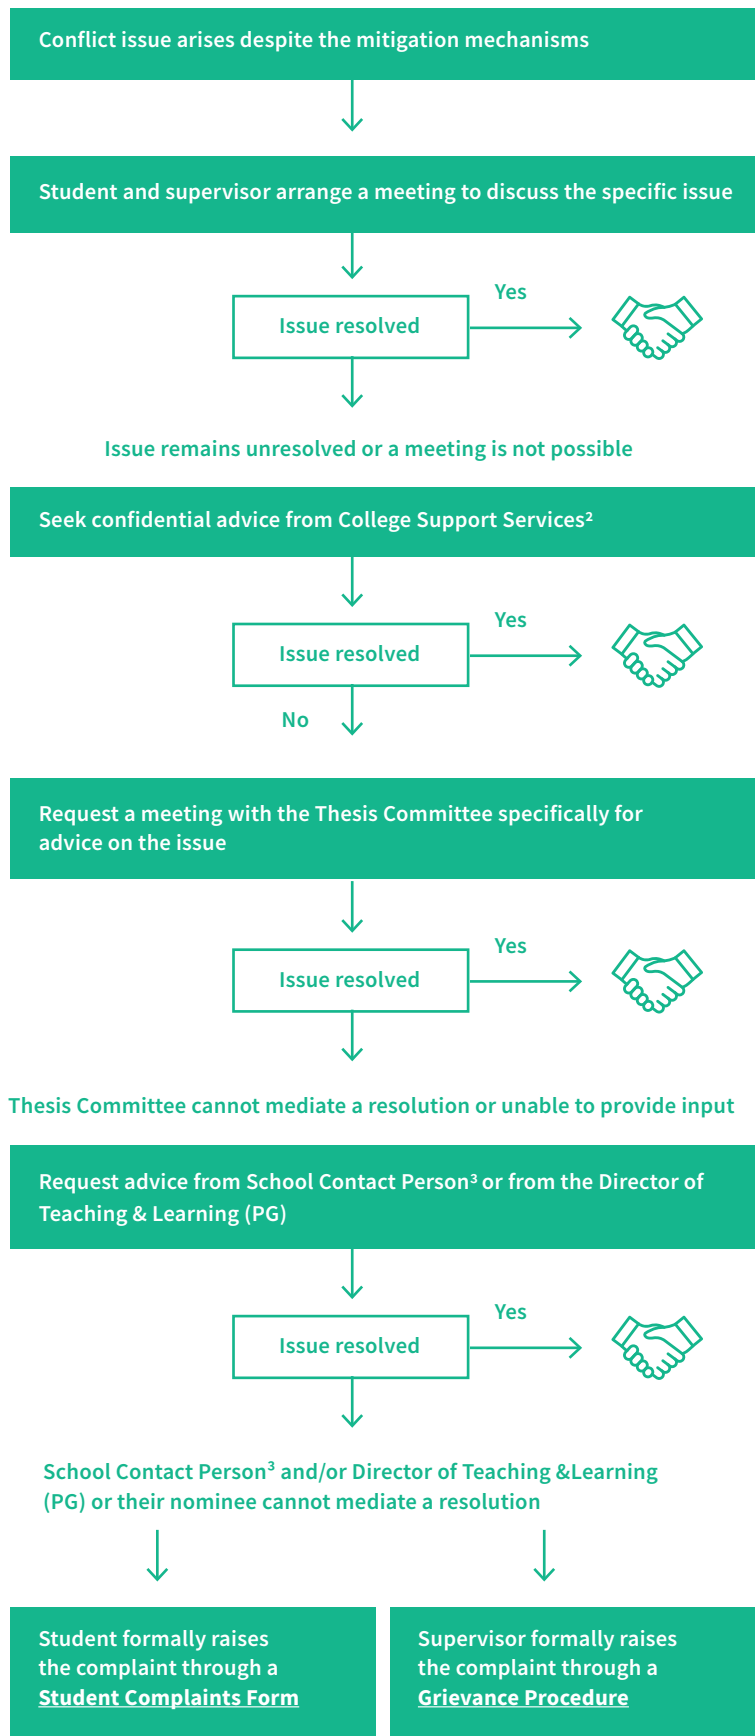 Conflict issue arises despite the mitigation mechanisms
Student and supervisor arrange a meeting to discuss the specific issue
Yes
Issue resolved
Issue remains unresolved or a meeting is not possible
Seek confidential advice from College Support Services²
Yes
Issue resolved
No
Request a meeting with the Thesis Committee specifically for
advice on the issue
Yes
Issue resolved
Thesis Committee cannot mediate a resolution or unable to provide input
Request advice from School Contact Person³ or from the Director of
Teaching & Learning (PG)
Yes
Issue resolved
School Contact Person³ and/or Director of Teaching &Learning
(PG) or their nominee cannot mediate a resolution
Student formally raises
the complaint through a
Student Complaints Form
Supervisor formally raises
the complaint through a
Grievance Procedure